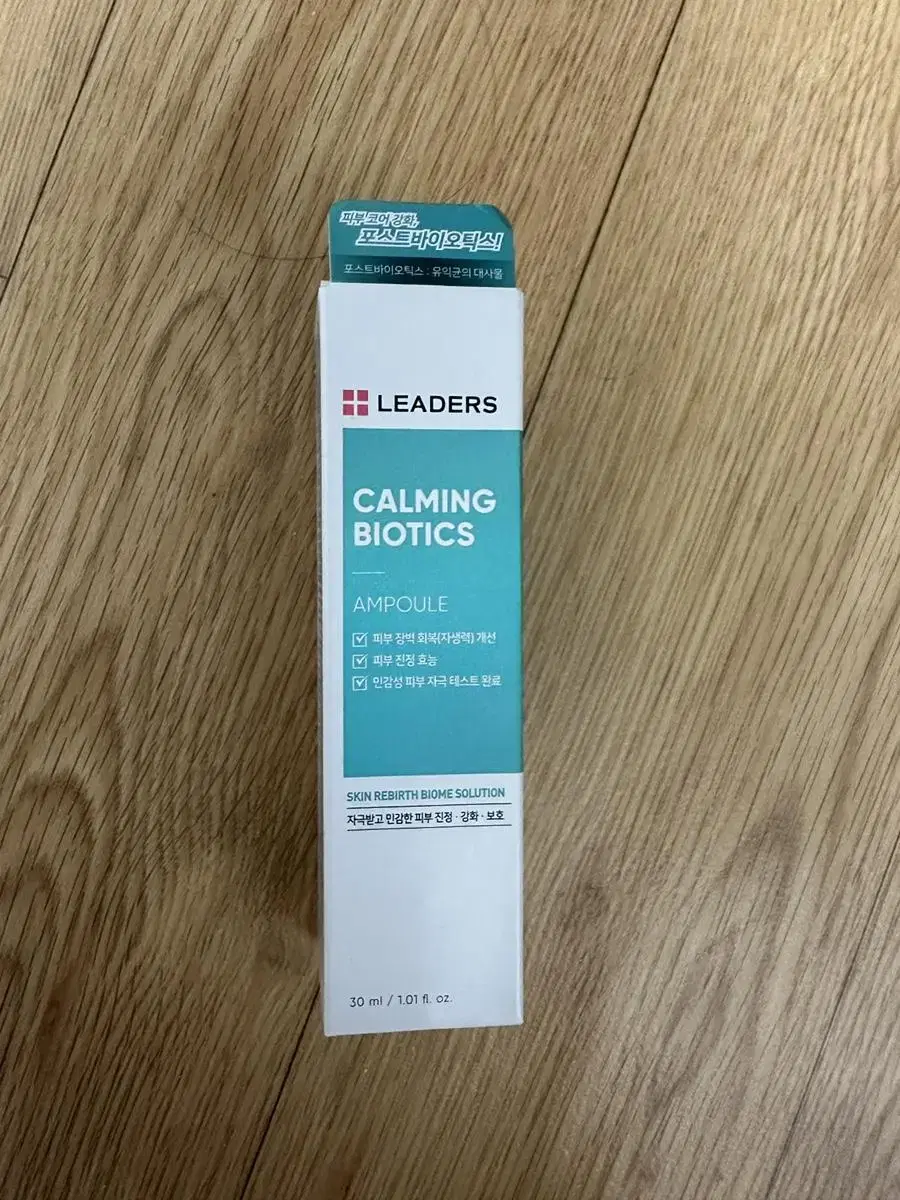 피부 코어 강화,
포스트바이오틱스!
포스트바이오틱스 : 유익균의 대사물
LEADERS
CALMING
BIOTICS
AMPOULE
피부 장벽 회복(자생력) 개선
피부 진정 효능
민감성 피부 자극 테스트 완료
SKIN REBIRTH BIOME SOLUTION
자극받고 민감한 피부 진정 · 강화 · 보호
30 ml / 1.01 fl. oz.